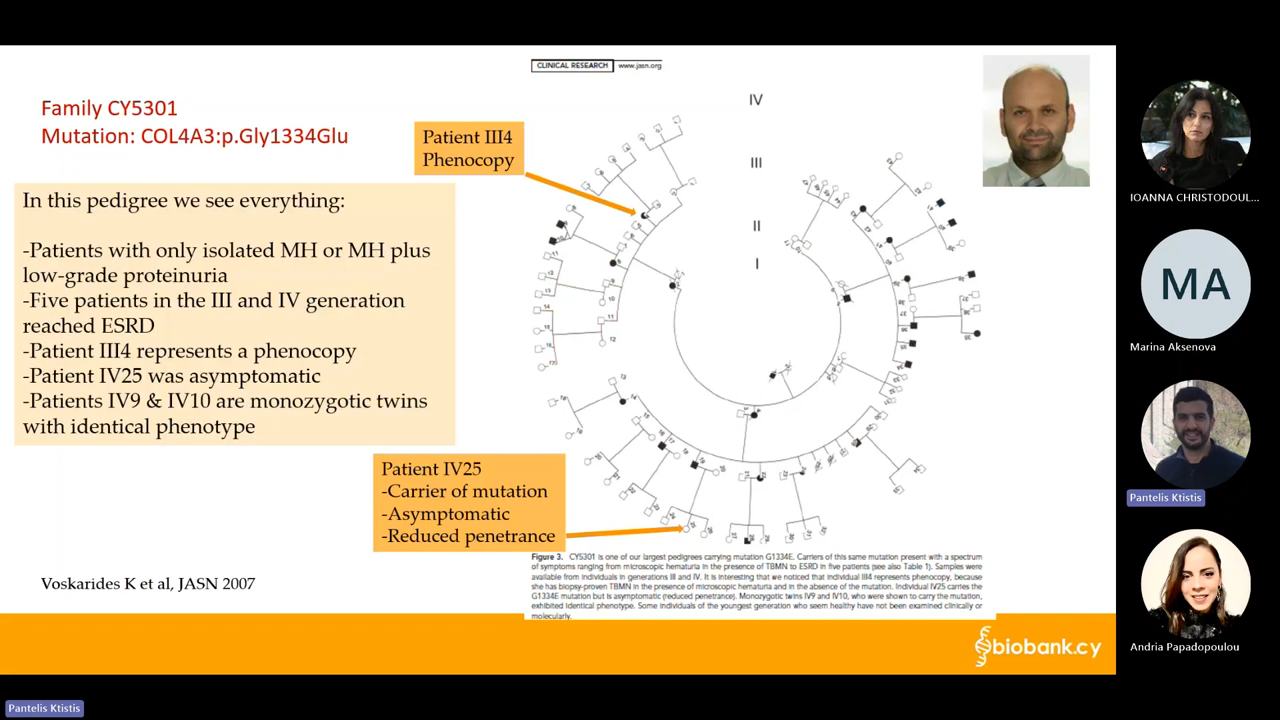 CLINICAL RESEARCH www.jasn.org
Family CY5301
Mutation: COL4A3:p.Gly1334Glu
Patient III4
Phenocopy
IV
III
II
I
In this pedigree we see everything:
-Patients with only isolated MH or MH plus
low-grade proteinuria
-Five patients in the III and IV generation
reached ESRD
-Patient III4 represents a phenocopy
-Patient IV25 was asymptomatic
-Patients IV9 & IV10 are monozygotic twins
with identical phenotype
Patient IV25
-Carrier of mutation
-Asymptomatic
-Reduced penetrance
Figure 3. CY5301 is one of our largest pedigrees carrying mutation G1334E. Carriers of this same mutation present with a spectrum
of symptoms ranging from microscopic hematuria in the presence of TBMN to ESRD in five patients (see also Table 1). Samples were
available from individuals in generations III and IV. It is interesting that we noticed that individual III4 represents phenocopy, because
she has biopsy-proven TBMN in the presence of microscopic hematuria and in the absence of the mutation. Individual IV25 carries the
G1334E mutation but is asymptomatic (reduced penetrance). Monozygotic twins IV9 and IV10, who were shown to carry the mutation,
exhibited identical phenotype. Some individuals of the youngest generation who seem healthy have not been examined clinically or
molecularly.
Voskarides K et al, JASN 2007
biobank.cy
IOANNA CHRISTODOUL...
MA
Marina Aksenova
Pantelis Ktistis
Andria Papadopoulou
Pantelis Ktistis